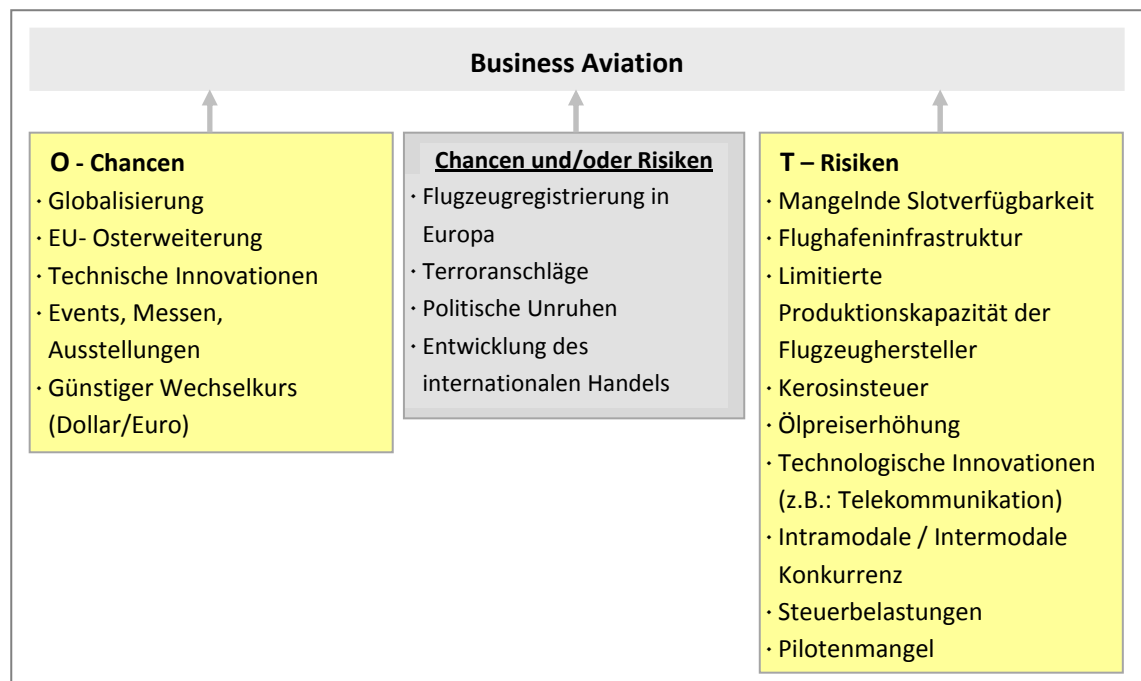 Business Aviation
O - Chancen
· Globalisierung
· EU- Osterweiterung
· Technische Innovationen
· Events, Messen,
Ausstellungen
· Günstiger Wechselkurs
(Dollar/Euro)
Chancen und/oder Risiken
· Flugzeugregistrierung in
Europa
· Terroranschläge
· Politische Unruhen
· Entwicklung des
internationalen Handels
T – Risiken
· Mangelnde Slotverfügbarkeit
· Flughafeninfrastruktur
· Limitierte
Produktionskapazität der
Flugzeughersteller
· Kerosinsteuer
· Ölpreiserhöhung
· Technologische Innovationen
(z.B.: Telekommunikation)
· Intramodale / Intermodale
Konkurrenz
· Steuerbelastungen
· Pilotenmangel